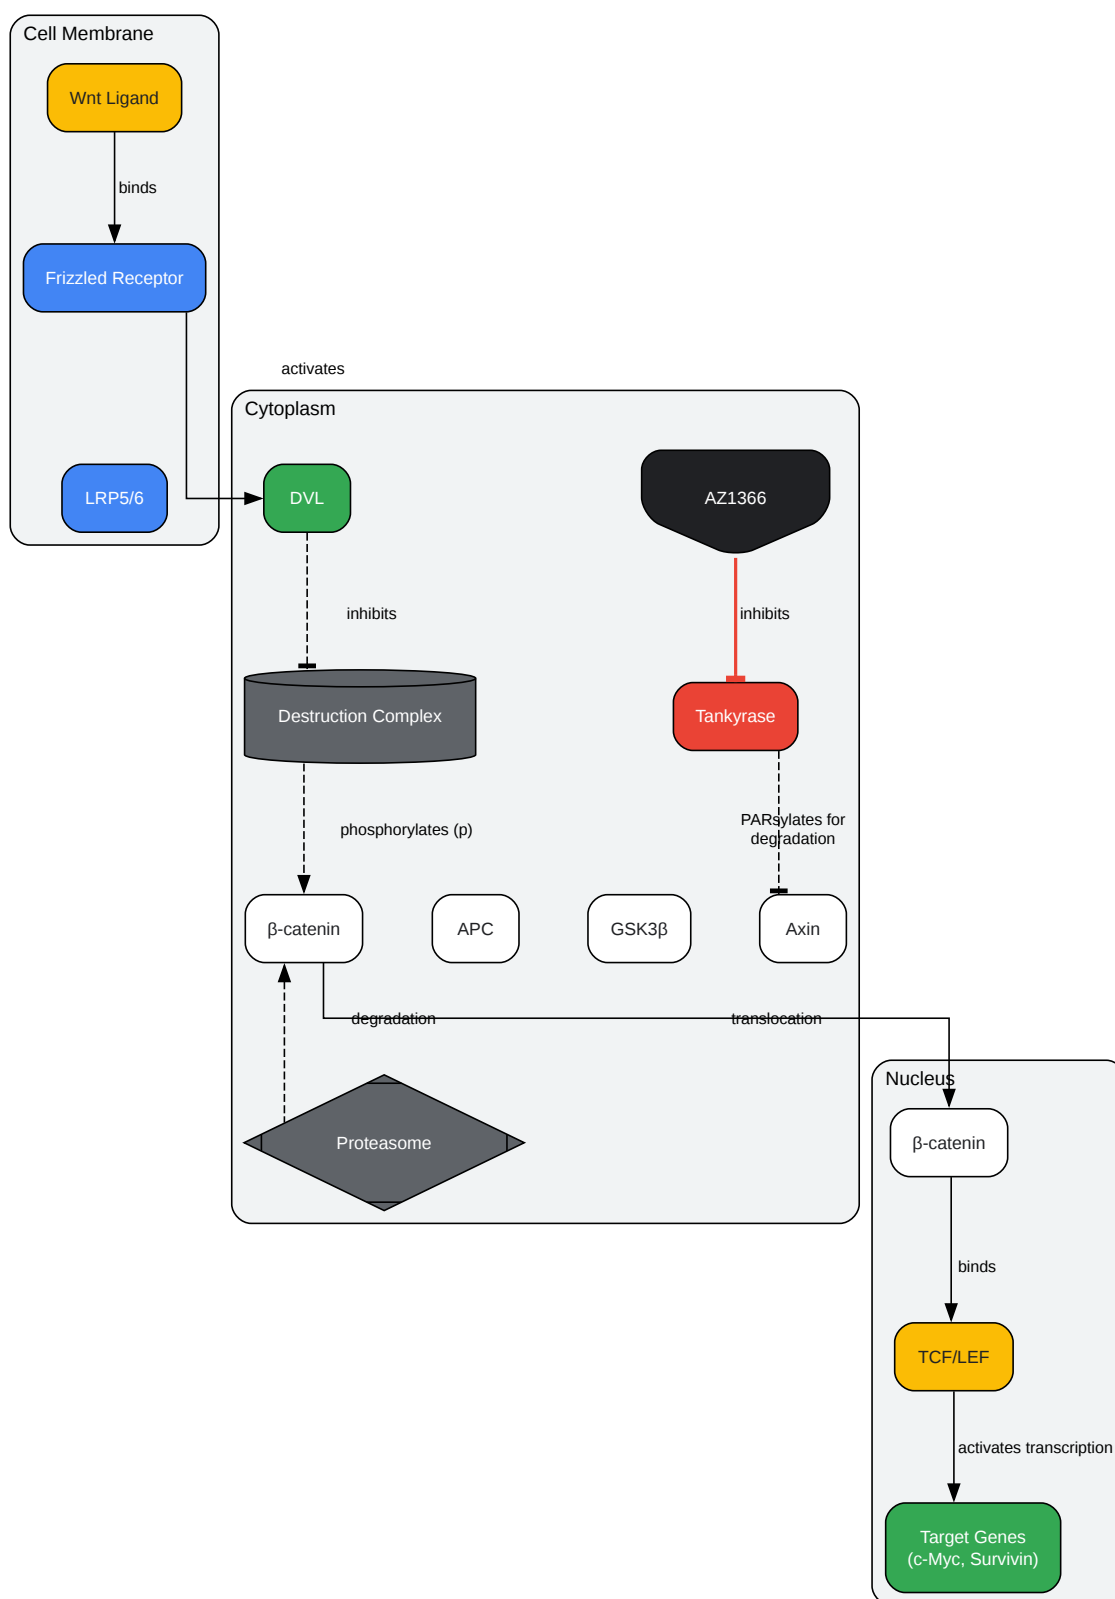 Cell Membrane
Wnt Ligand
binds
Frizzled Receptor
activates
Cytoplasm
LRP5/6
DVL
AZ1366
inhibits
inhibits
Destruction Complex
Tankyrase
phosphorylates (p)
PARsylates for
degradation
β-catenin
APC
GSK3β
Axin
degradation
translocation
Nucleus
Proteasome
β-catenin
binds
TCF/LEF
activates transcription
Target Genes
(c-Myc, Survivin)